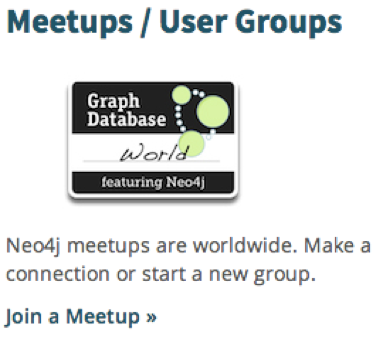 Meetups / User Groups
Graph
Database
World
featuring Neo4j
Neo4j meetups are worldwide. Make a
connection or start a new group.
Join a Meetup »